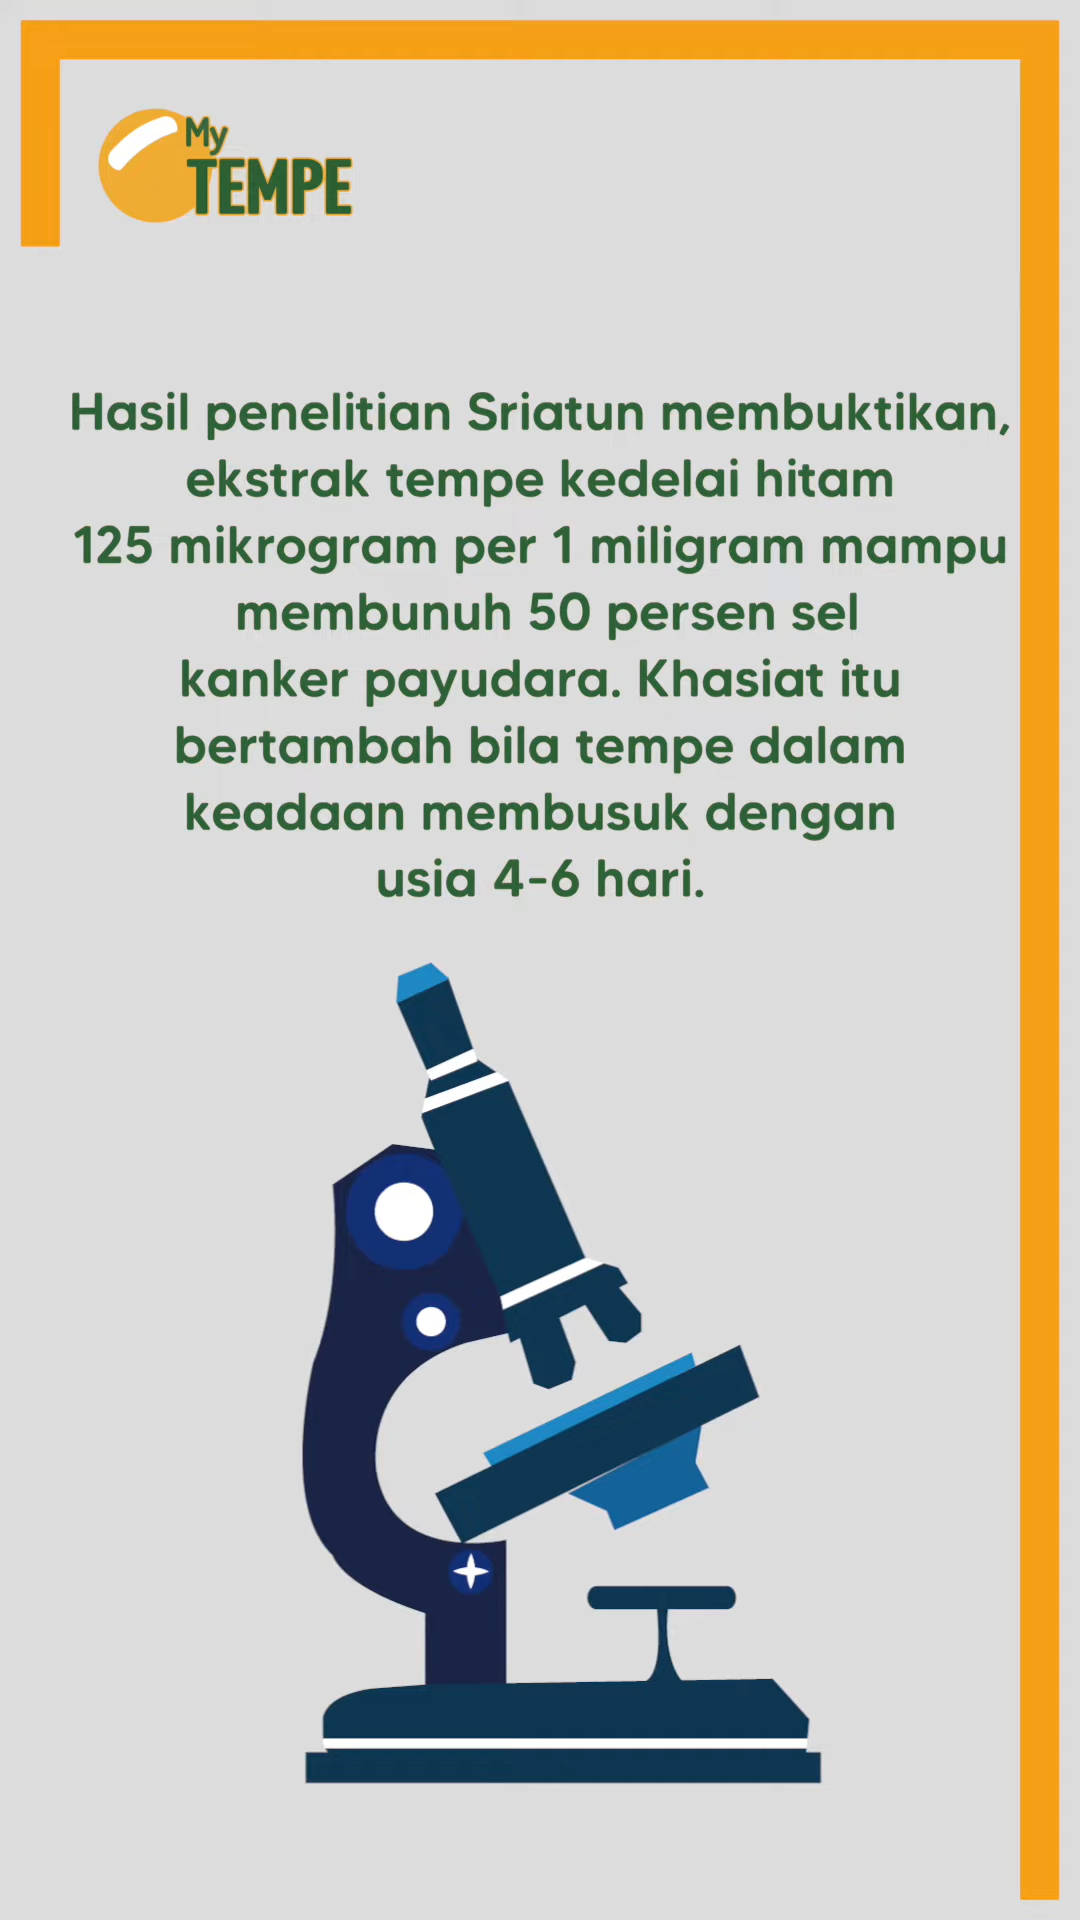 My
TEMPE
Hasil penelitian Sriatun membuktikan,
ekstrak tempe kedelai hitam
125 mikrogram per 1 miligram mampu
membunuh 50 persen sel
kanker payudara. Khasiat itu
bertambah bila tempe dalam
keadaan membusuk dengan
usia 4-6 hari.